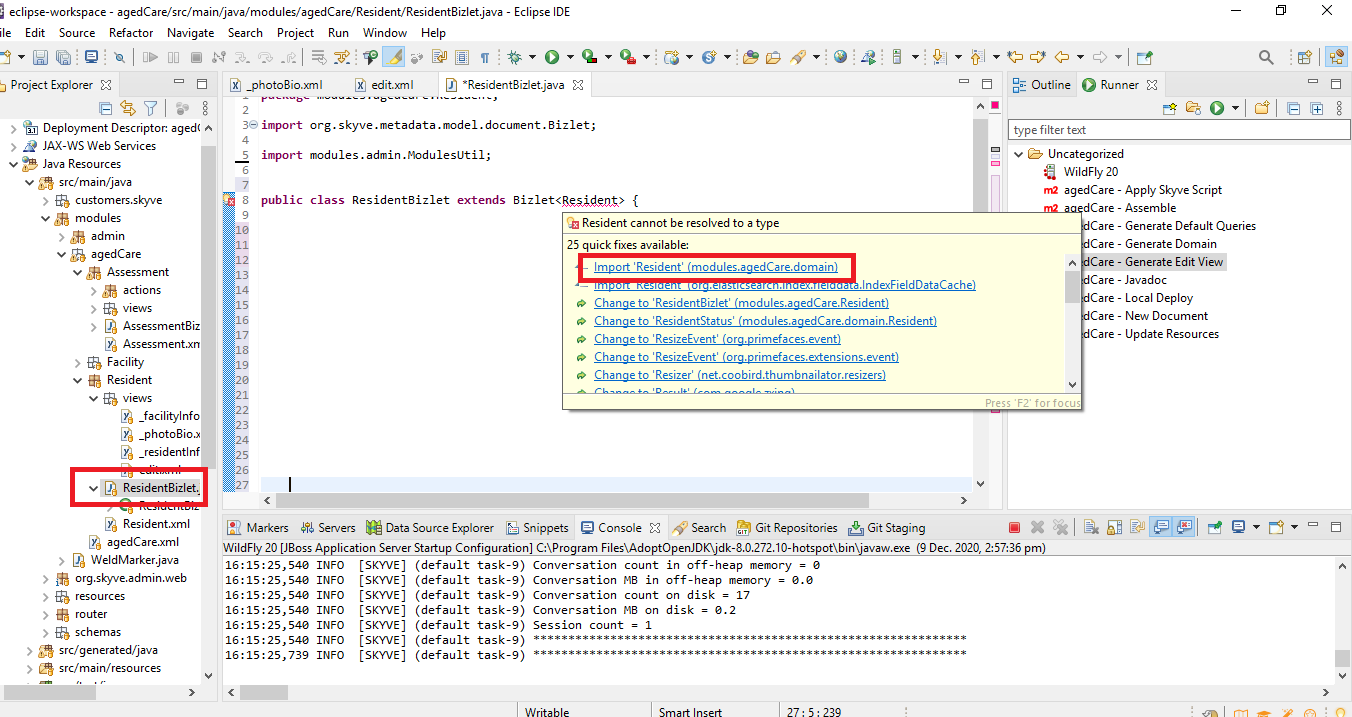 eclipse-workspace - agedCare/src/main/java/modules/agedCare/Resident/ResidentBizlet.java - Eclipse IDE
ile Edit Source Refactor Navigate Search Project Run Window Help
Project Explorer
_photoBio.xml edit.xml *ResidentBizlet.java
Outline Runner
type filter text
Deployment Descriptor: agedC
JAX-WS Web Services
Java Resources
src/main/java
customers.skyve
modules
admin
agedCare
Assessment
actions
views
AssessmentBiz
Assessment.xm
Facility
Resident
views
_facilityInfo
_photoBio.x
_residentInf
edit.xml
ResidentBizlet.
ResidentBiz
Resident.xml
agedCare.xml
WeldMarker.java
org.skyve.admin.web
resources
router
schemas
src/generated/java
src/main/resources
1 package modules.agedCare.Resident;
2
3 import org.skyve.metadata.model.document.Bizlet;
4
5 import modules.admin.ModulesUtil;
6
7
8 public class ResidentBizlet extends Bizlet<Resident> {
9
10
11
12
13
14
15
16
17
18
19
20
21
22
23
24
25
26
27
Resident cannot be resolved to a type
25 quick fixes available:
Import 'Resident' (modules.agedCare.domain)
Import 'Resident' (org.elasticsearch.index.fielddata.IndexFieldDataCache)
Change to 'ResidentBizlet' (modules.agedCare.Resident)
Change to 'ResidentStatus' (modules.agedCare.domain.Resident)
Change to 'ResizeEvent' (org.primefaces.event)
Change to 'ResizeEvent' (org.primefaces.extensions.event)
Change to 'Resizer' (net.coobird.thumbnailator.resizers)
Change to 'Result' (com.google.zxing)
Press 'F2' for focus
Uncategorized
WildFly 20
m2 agedCare - Apply Skyve Script
m2 agedCare - Assemble
edCare - Generate Default Queries
edCare - Generate Domain
edCare - Generate Edit View
edCare - Javadoc
edCare - Local Deploy
edCare - New Document
edCare - Update Resources
Markers Servers Data Source Explorer Snippets Console Search Git Repositories Git Staging
WildFly 20 [JBoss Application Server Startup Configuration] C:\Program Files\AdoptOpenJDK\jdk-8.0.272.10-hotspot\bin\javaw.exe (9 Dec. 2020, 2:57:36 pm)
16:15:25,540 INFO [SKYVE] (default task-9) Conversation count in off-heap memory = 0
16:15:25,540 INFO [SKYVE] (default task-9) Conversation MB in off-heap memory = 0.0
16:15:25,540 INFO [SKYVE] (default task-9) Conversation count on disk = 17
16:15:25,540 INFO [SKYVE] (default task-9) Conversation MB on disk = 0.2
16:15:25,540 INFO [SKYVE] (default task-9) Session count = 1
16:15:25,540 INFO [SKYVE] (default task-9) *************************************************************
16:15:25,739 INFO [SKYVE] (default task-9) *************************************************************
Writable Smart Insert 27 : 5 : 239